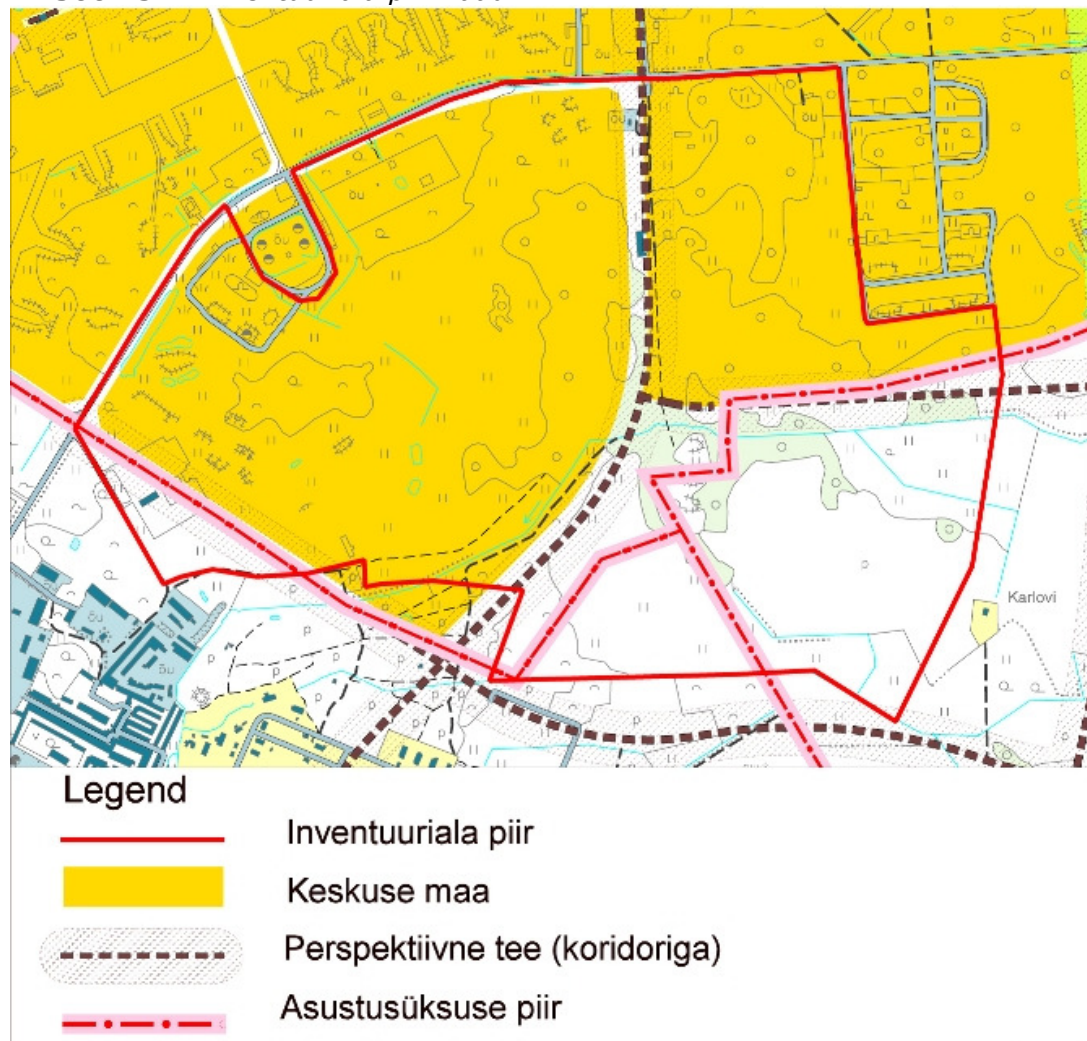 Karlovi
Legend
Inventuuriala piir
Keskuse maa
Perspektiivne tee (koridoriga)
Asustusüksuse piir